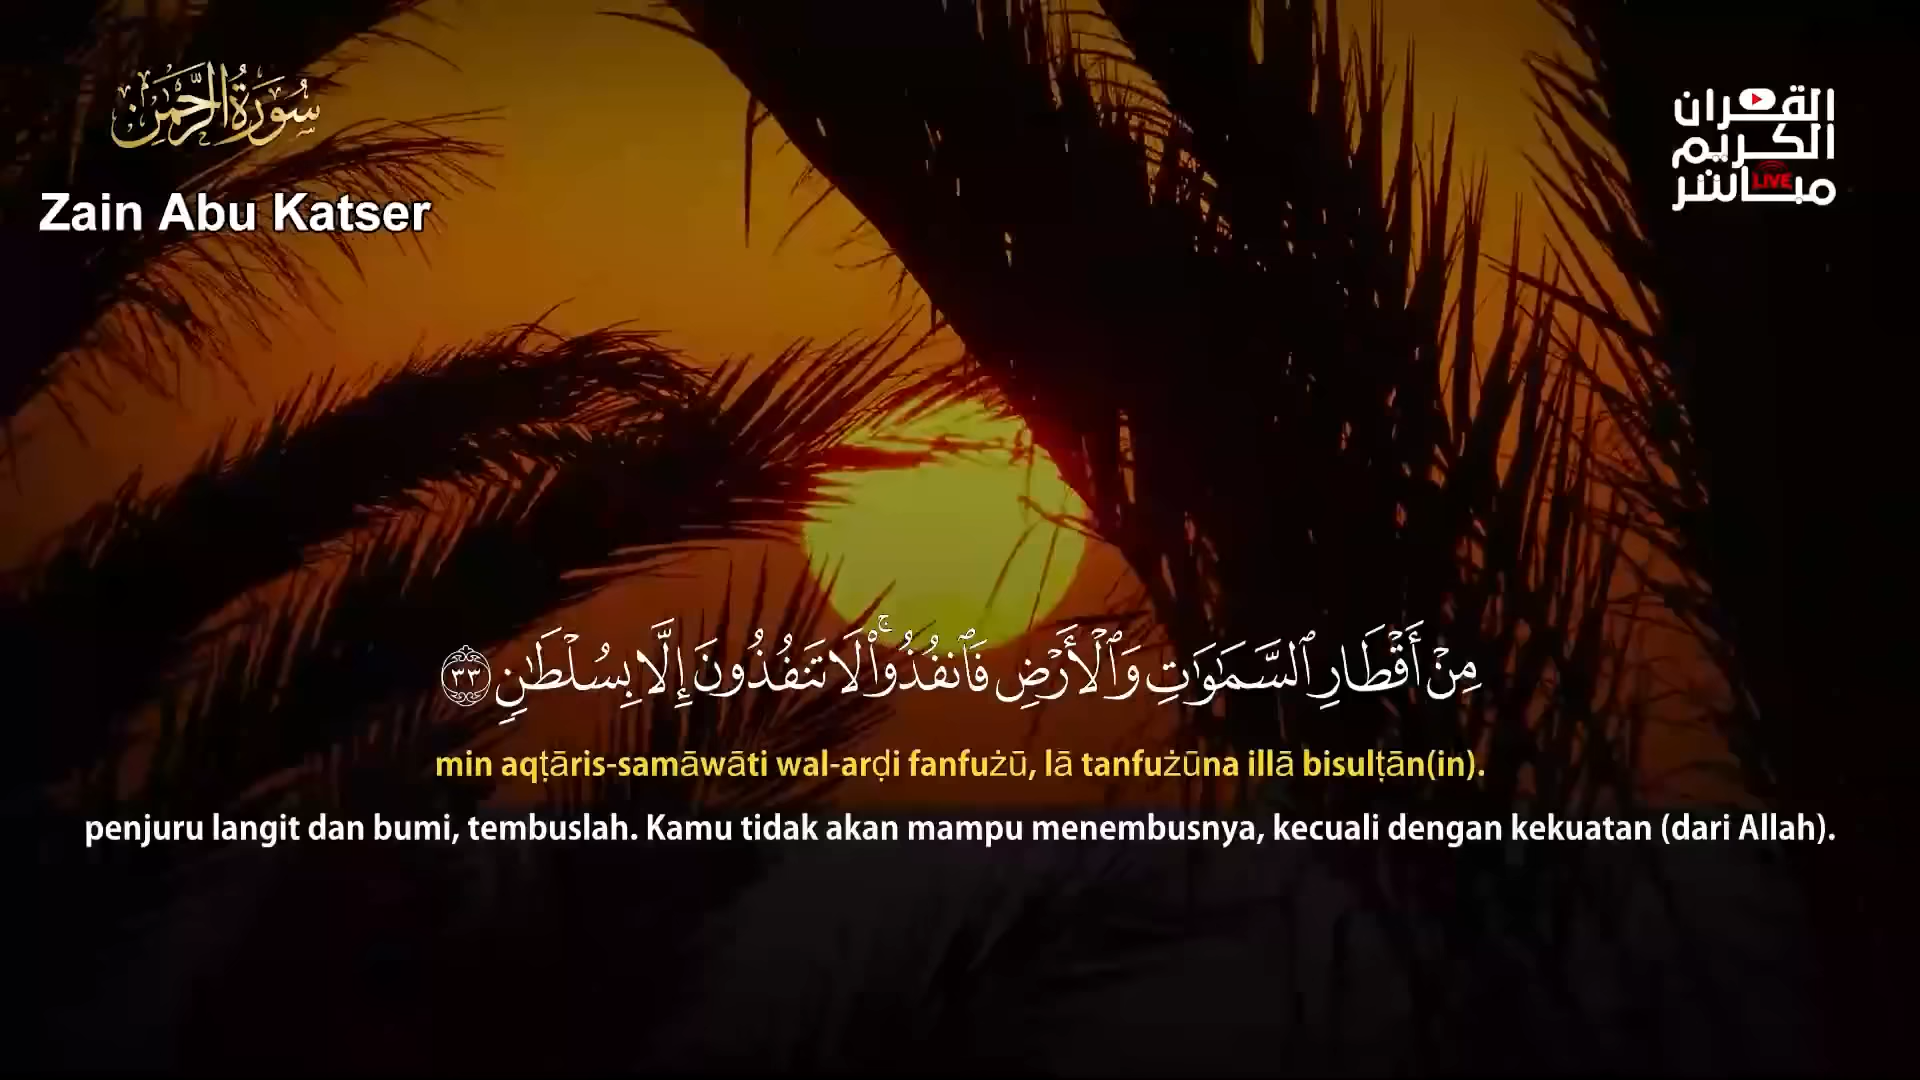 سُورَةُ الرَّحْمَٰن
Zain Abu Katser
القرآن
الكريم
مباشر
LIVE
مِنْ أَقْطَارِ ٱلسَّمَٰوَٰتِ وَٱلْأَرْضِ فَٱنفُذُوا۟ ۚ لَا تَنفُذُونَ إِلَّا بِسُلْطَٰنٍ ٣٣
min aqṭāris-samāwāti wal-arḍi fanfużū, lā tanfużūna illā bisulṭān(in).
penjuru langit dan bumi, tembuslah. Kamu tidak akan mampu menembusnya, kecuali dengan kekuatan (dari Allah).